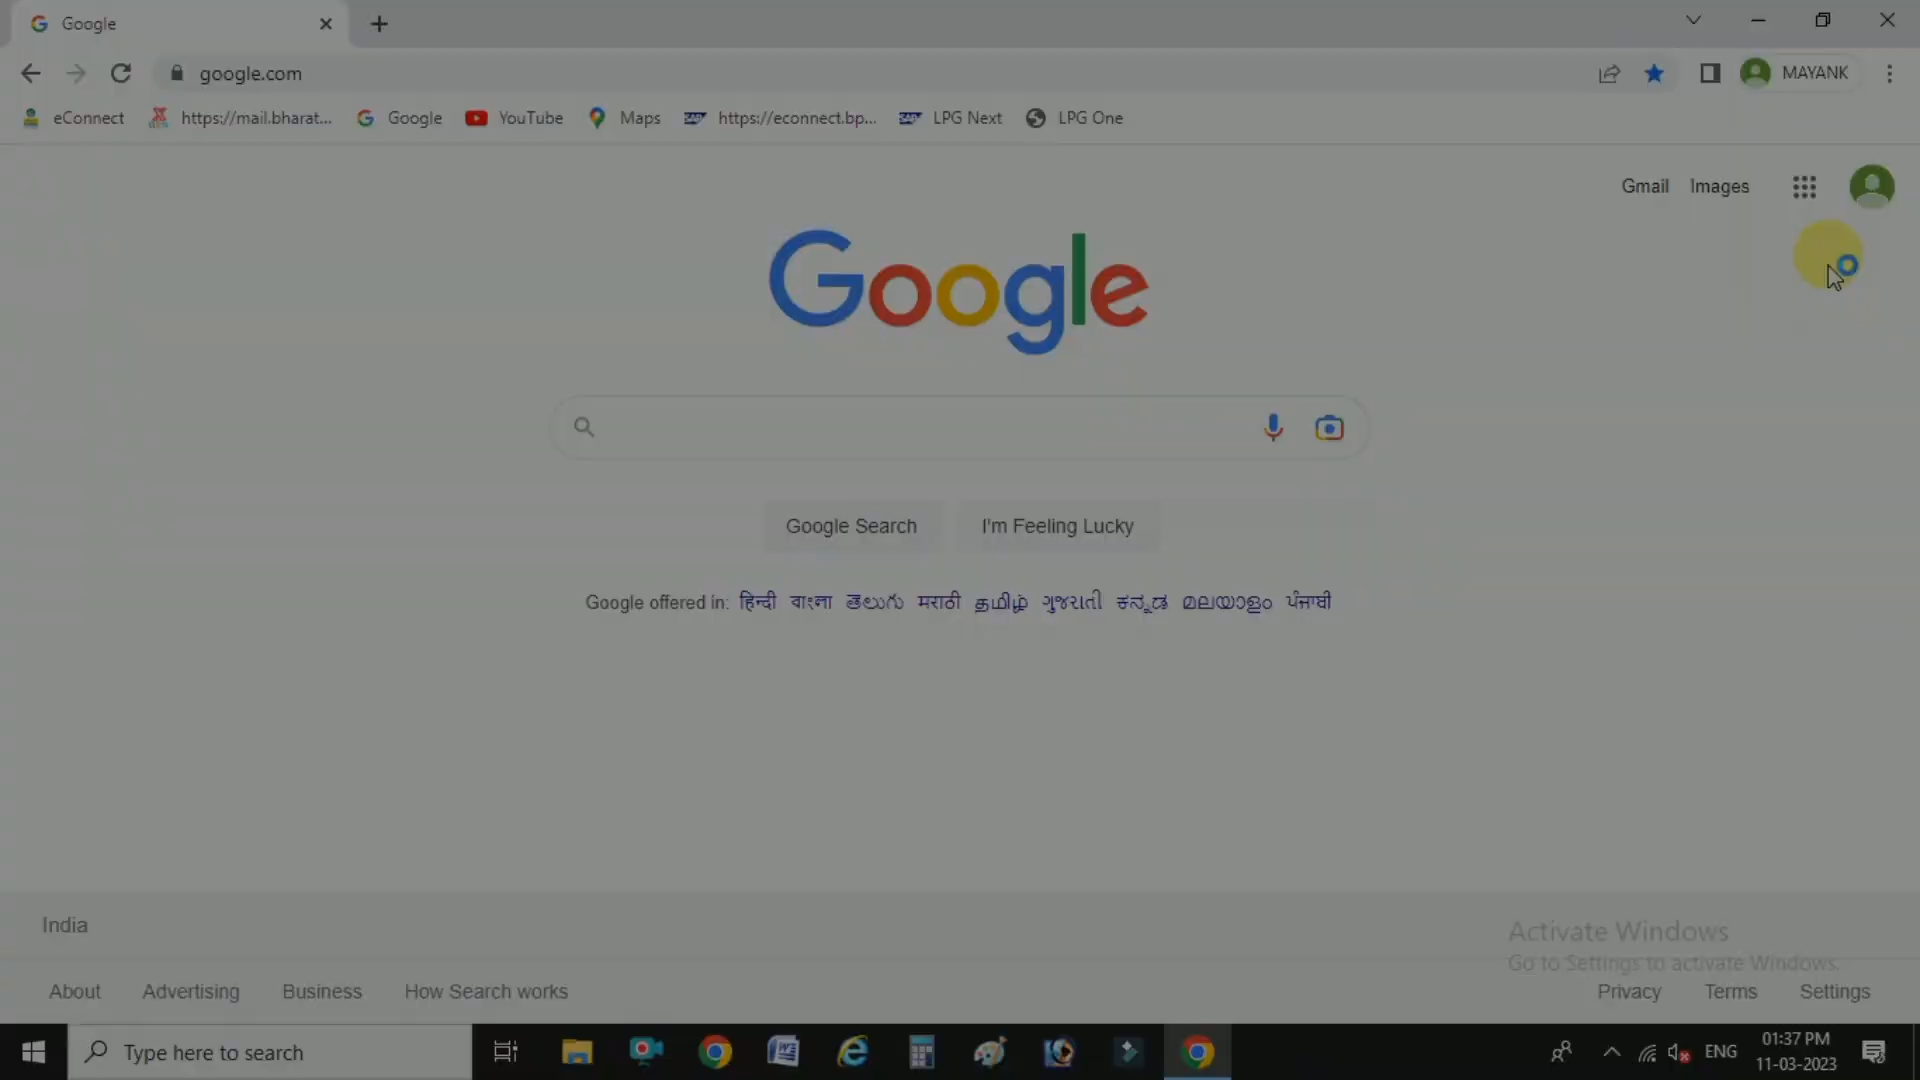 Google
google.com
MAYANK
eConnect https://mail.bharat... Google YouTube Maps https://econnect.bp... LPG Next LPG One
Gmail Images
Google
Google Search I'm Feeling Lucky
Google offered in: हिन्दी বাংলা తెలుగు मराठी தமிழ் ગુજરાતી ಕನ್ನಡ മലയാളം ਪੰਜਾਬੀ
India
Activate Windows
Go to Settings to activate Windows.
About Advertising Business How Search works Privacy Terms Settings
Type here to search ENG 01:37 PM
11-03-2023